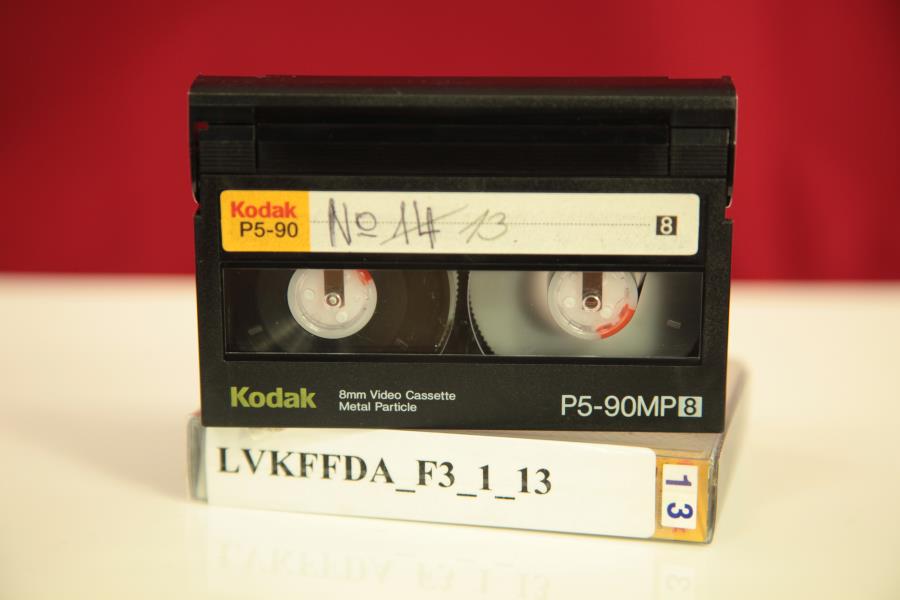 Kodak
P5-90
No 14 13
8
Kodak
8mm Video Cassette
Metal Particle
P5-90MP8
LVKFFDA_F3_1_13
13